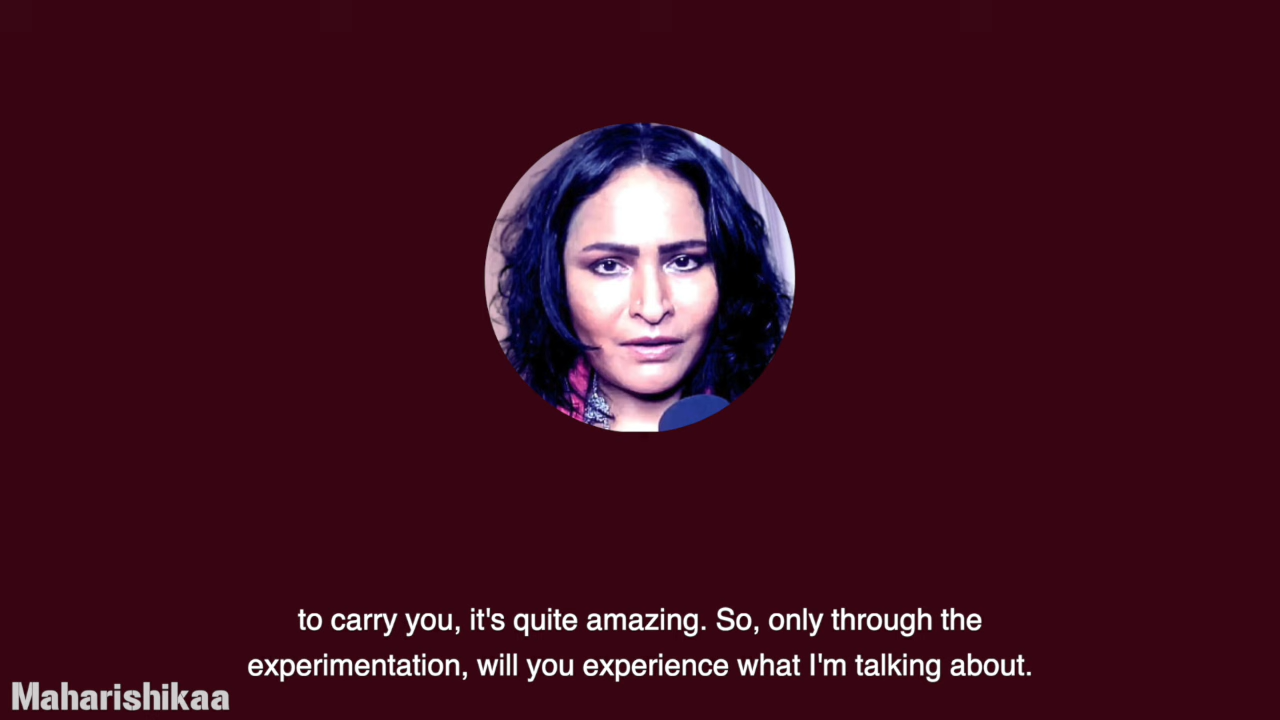 to carry you, it's quite amazing. So, only through the
experimentation, will you experience what I'm talking about.
Maharishikaa